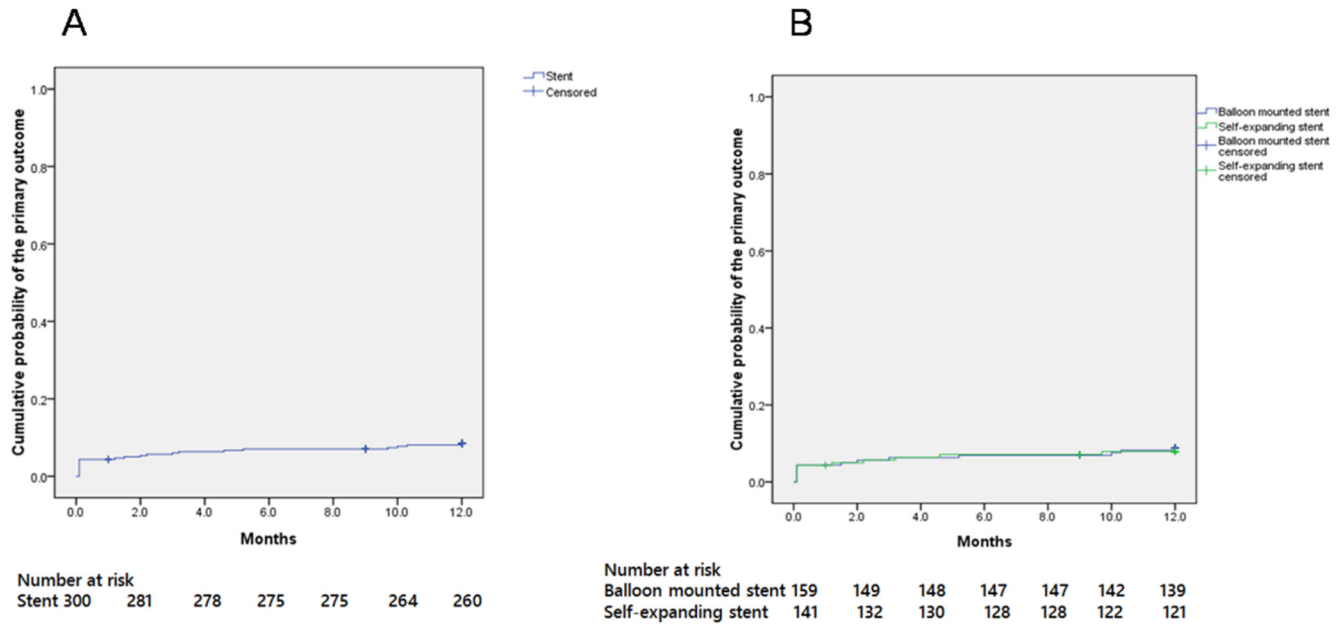 A
B
Stent
Censored
Cumulative probability of the primary outcome
1.0
0.8
0.6
0.4
0.2
0.0
0.0 2.0 4.0 6.0 8.0 10.0 12.0
Months
Number at risk
Stent 300 281 278 275 275 264 260
Balloon mounted stent
Self-expanding stent
Balloon mounted stent
censored
Self-expanding stent
censored
Cumulative probability of the primary outcome
1.0
0.8
0.6
0.4
0.2
0.0
0.0 2.0 4.0 6.0 8.0 10.0 12.0
Months
Number at risk
Balloon mounted stent 159 149 148 147 147 142 139
Self-expanding stent 141 132 130 128 128 122 121